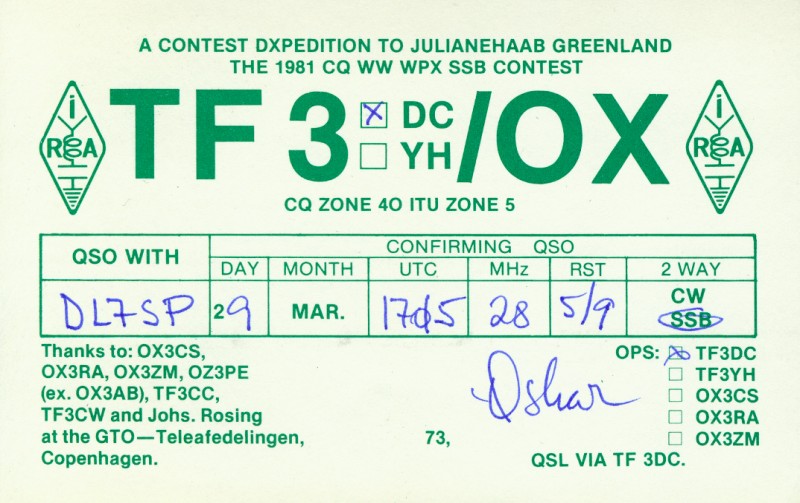 A CONTEST DXPEDITION TO JULIANEHAAB GREENLAND
THE 1981 CQ WW WPX SSB CONTEST
TF 3 DC YH /OX
iRSA iRSA
CQ ZONE 40 ITU ZONE 5
QSO WITH CONFIRMING QSO
DAY MONTH UTC MHz RST 2 WAY
DL7SP 29 MAR. 1705 28 5/9 CW
SSB
Thanks to: OX3CS,
OX3RA, OX3ZM, OZ3PE
(ex. OX3AB), TF3CC,
TF3CW and Johs. Rosing
at the GTO—Teleafedelingen,
Copenhagen.
Oskar
73,
OPS: TF3DC
TF3YH
OX3CS
OX3RA
OX3ZM
QSL VIA TF 3DC.